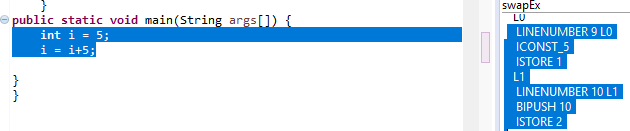 }
public static void main(String args[]) {
int i = 5;
i = i+5;
}
}
swapEx
L0
LINENUMBER 9 L0
ICONST_5
ISTORE 1
L1
LINENUMBER 10 L1
BIPUSH 10
ISTORE 2